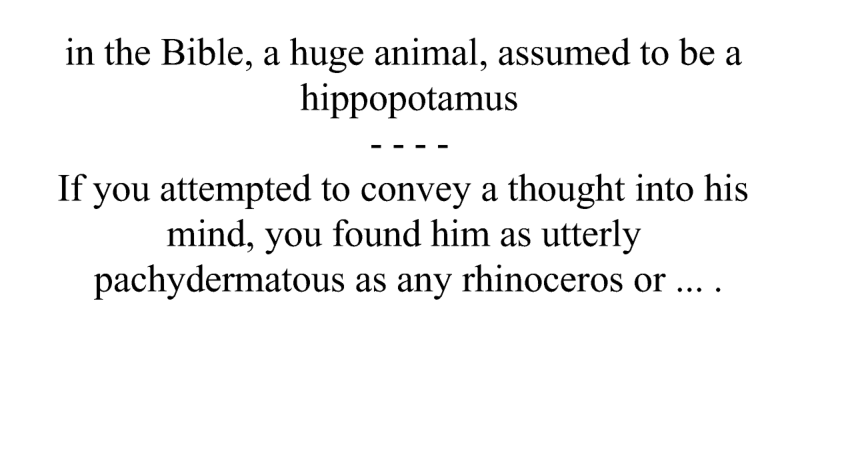 in the Bible, a huge animal, assumed to be a
hippopotamus
- - - -
If you attempted to convey a thought into his
mind, you found him as utterly
pachydermatous as any rhinoceros or ... .